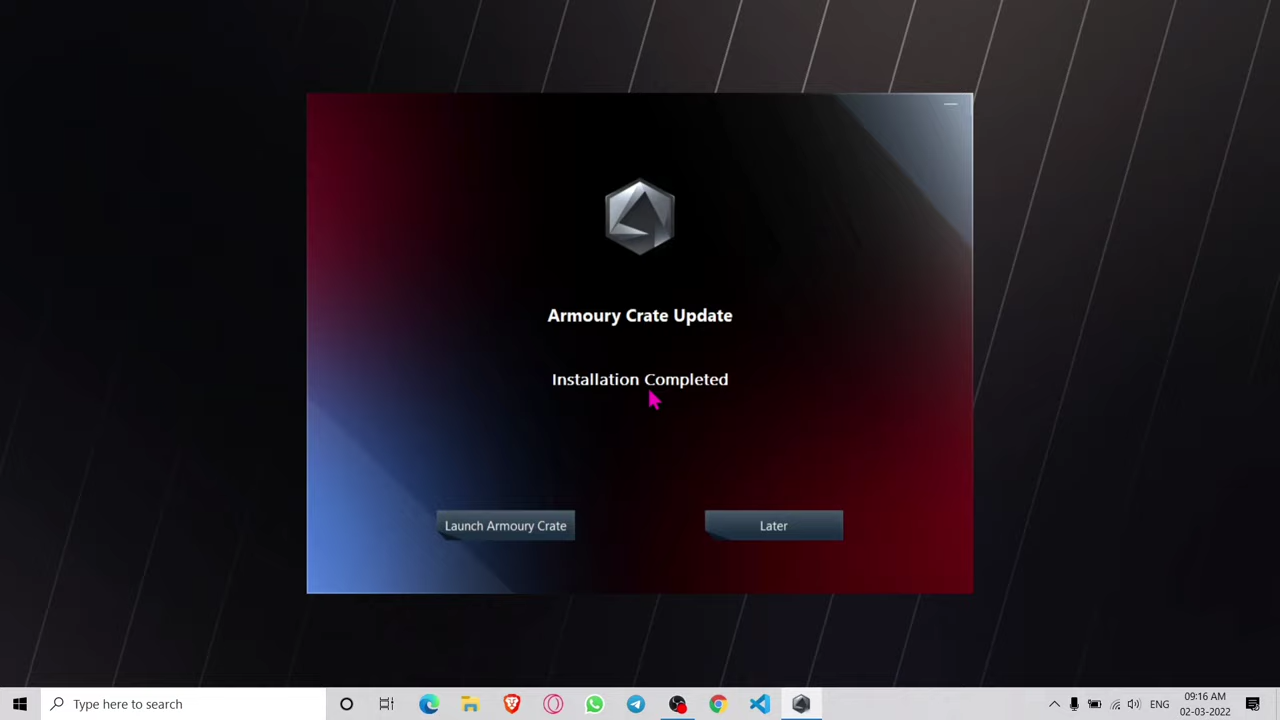 Armoury Crate Update
Installation Completed
Launch Armoury Crate
Later
Type here to search
ENG
09:16 AM
02-03-2022